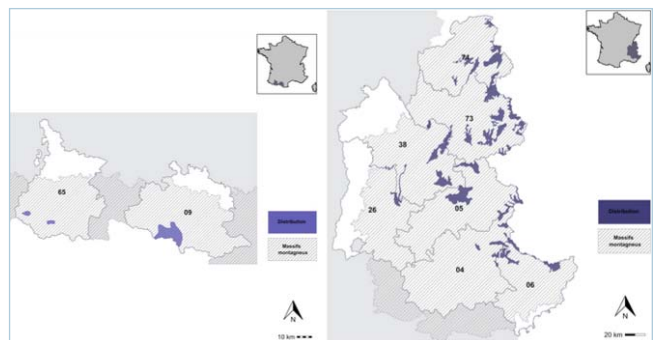 65
09
Distribution
Massifs
montagneux
N
10 km
74
73
38
26
05
04
06
Distribution
Massifs
montagneux
N
20 km